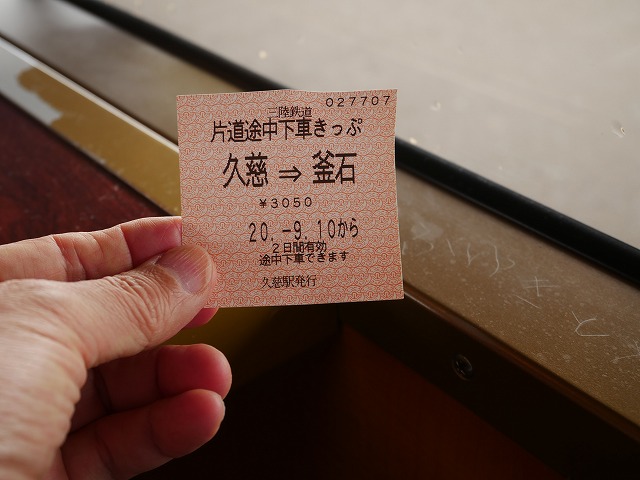 027707
三陸鉄道
片道途中下車きっぷ
久慈⇒釜石
¥3050
20.-9.10から
2日間有効
途中下車できます
久慈駅発行